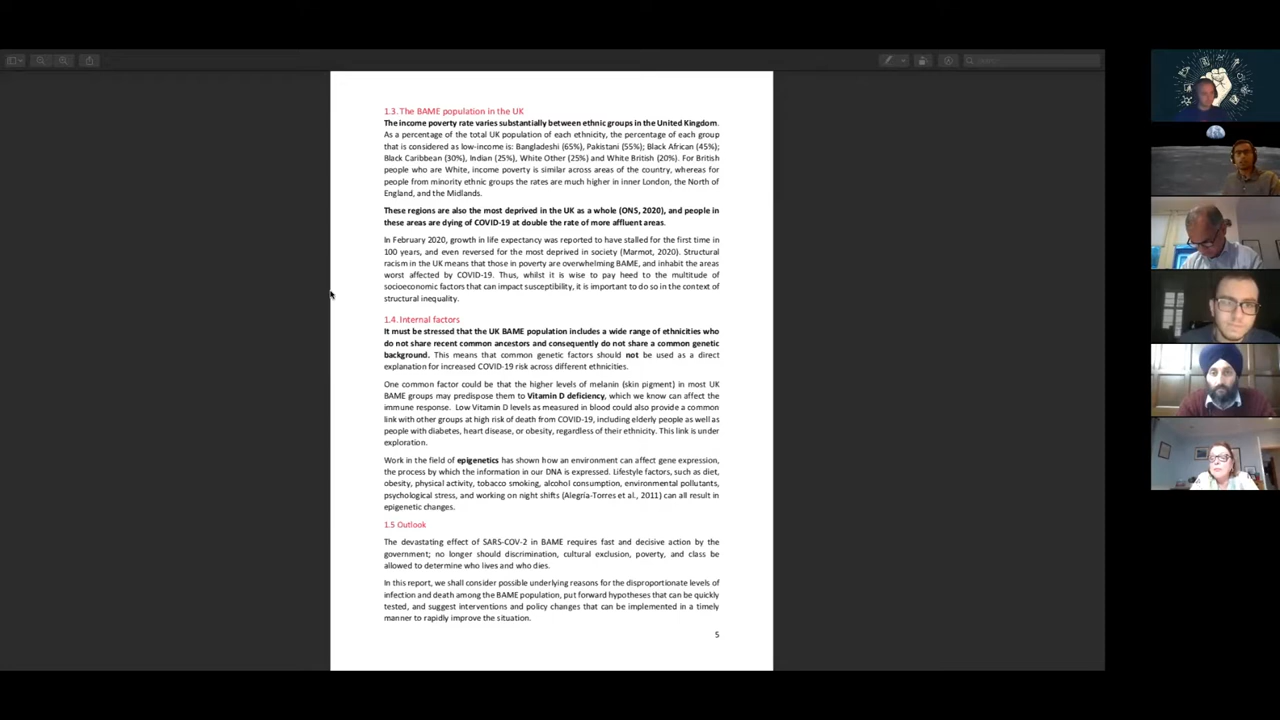 1.3. The BAME population in the UK
The income poverty rate varies substantially between ethnic groups in the United Kingdom.
As a percentage of the total UK population of each ethnicity, the percentage of each group
that is considered as low-income is: Bangladeshi (65%), Pakistani (55%); Black African (45%);
Black Caribbean (30%), Indian (25%), White Other (25%) and White British (20%). For British
people who are White, income poverty is similar across areas of the country, whereas for
people from minority ethnic groups the rates are much higher in Inner London, the North of
England, and the Midlands.
These regions are also the most deprived in the UK as a whole (ONS, 2020), and people in
these areas are dying of COVID-19 at double the rate of more affluent areas.
In February 2020, growth in life expectancy was reported to have stalled for the first time in
100 years, and even reversed for the most deprived in society (Marmot, 2020). Structural
racism in the UK means that those in poverty are overwhelming BAME, and inhabit the areas
worst affected by COVID-19. Thus, whilst it is wise to pay heed to the multitude of
socioeconomic factors that can impact susceptibility, it is important to do so in the context of
structural inequality.
1.4. Internal factors
It must be stressed that the UK BAME population includes a wide range of ethnicities who
do not share recent common ancestors and consequently do not share a common genetic
background. This means that common genetic factors should not be used as a direct
explanation for increased COVID-19 risk across different ethnicities.
One common factor could be that the higher levels of melanin (skin pigment) in most UK
BAME groups may predispose them to Vitamin D deficiency, which we know can affect the
immune response. Low Vitamin D levels as measured in blood could also provide a common
link with other groups at high risk of death from COVID-19, including elderly people as well as
people with diabetes, heart disease, or obesity, regardless of their ethnicity. This link is under
exploration.
Work in the field of epigenetics has shown how an environment can affect gene expression,
the process by which the information in our DNA is expressed. Lifestyle factors, such as diet,
obesity, physical activity, tobacco smoking, alcohol consumption, environmental pollutants,
psychological stress, and working on night shifts (Alegría-Torres et al., 2011) can all result in
epigenetic changes.
1.5 Outlook
The devastating effect of SARS-COV-2 in BAME requires fast and decisive action by the
government; no longer should discrimination, cultural exclusion, poverty, and class be
allowed to determine who lives and who dies.
In this report, we shall consider possible underlying reasons for the disproportionate levels of
infection and death among the BAME population, put forward hypotheses that can be quickly
tested, and suggest interventions and policy changes that can be implemented in a timely
manner to rapidly improve the situation.
5